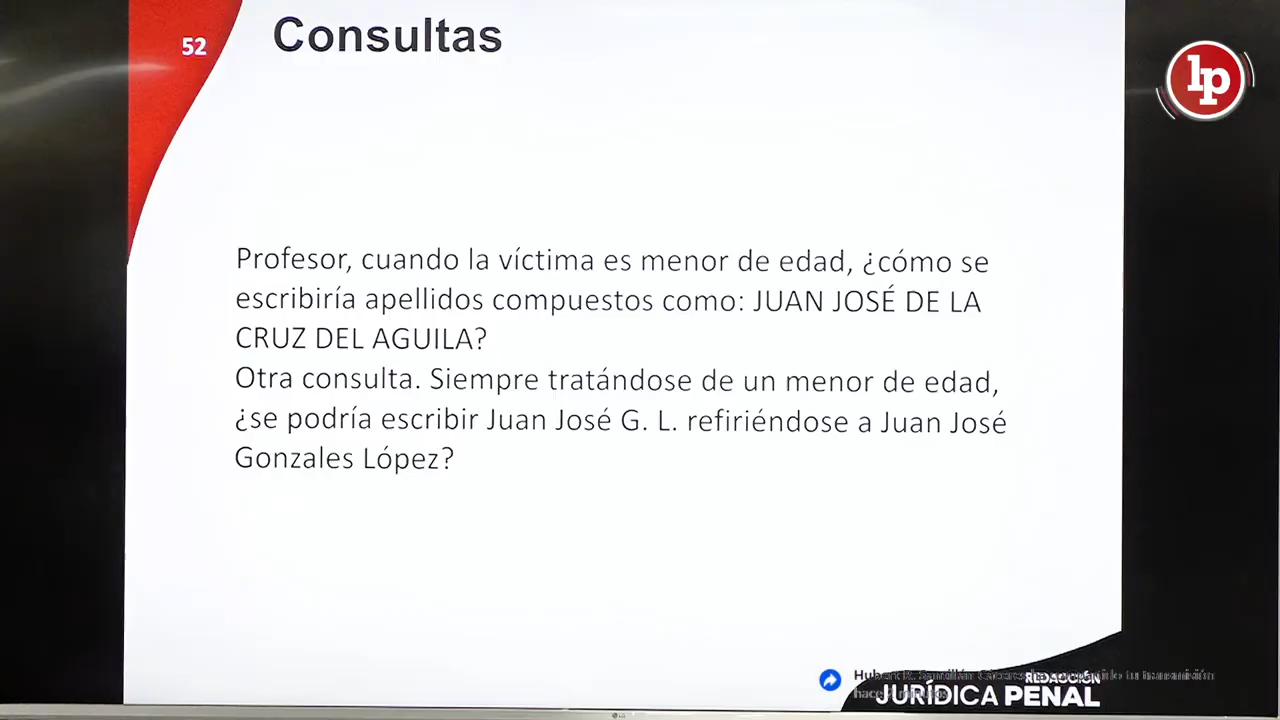 52
Consultas
lp
Profesor, cuando la víctima es menor de edad, ¿cómo se
escribiría apellidos compuestos como: JUAN JOSÉ DE LA
CRUZ DEL AGUILA?
Otra consulta. Siempre tratándose de un menor de edad,
¿se podría escribir Juan José G. L. refiriéndose a Juan José
Gonzales López?
REDACCIÓN
JURÍDICA PENAL
LG